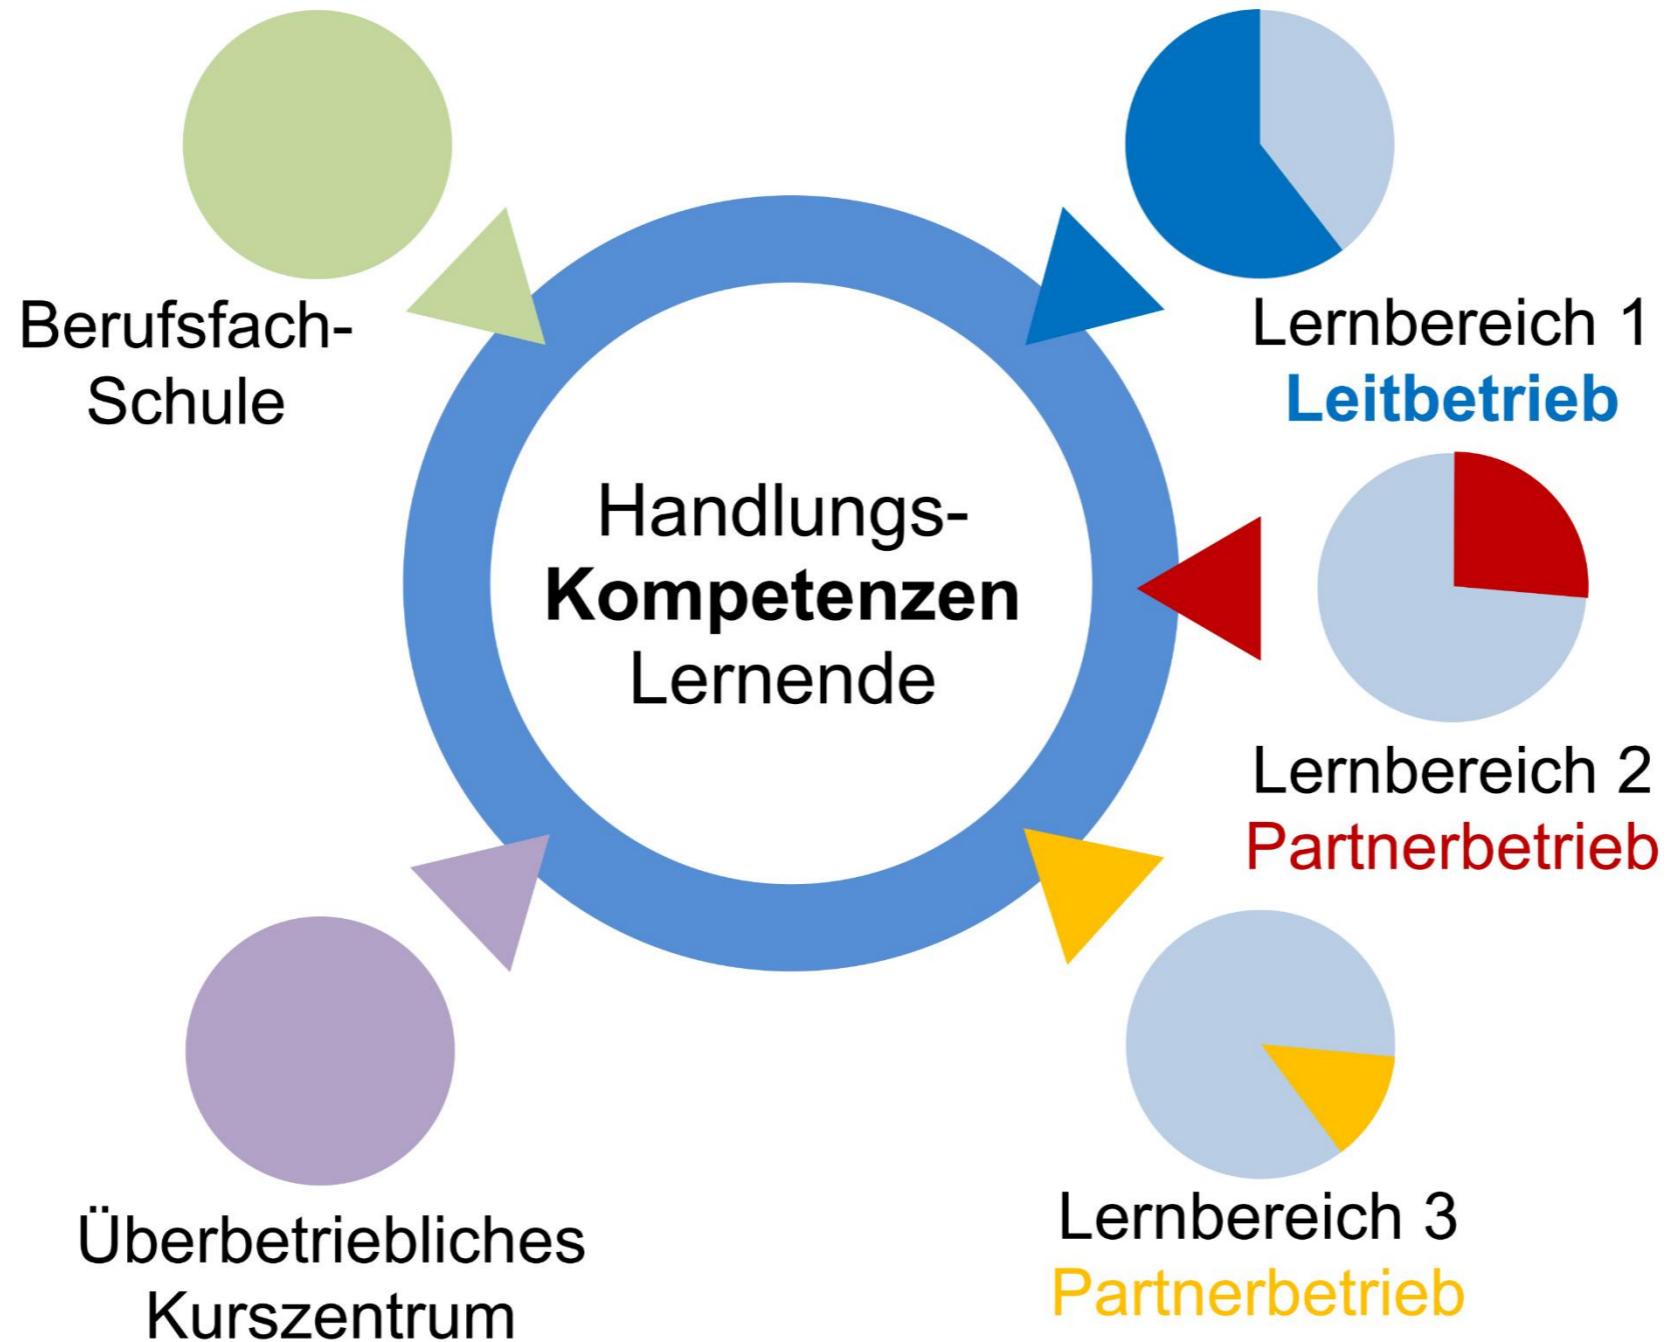 Berufsfach-
Schule
Lernbereich 1
Leitbetrieb
Handlungs-
Kompetenzen
Lernende
Lernbereich 2
Partnerbetrieb
Überbetriebliches
Kurszentrum
Lernbereich 3
Partnerbetrieb